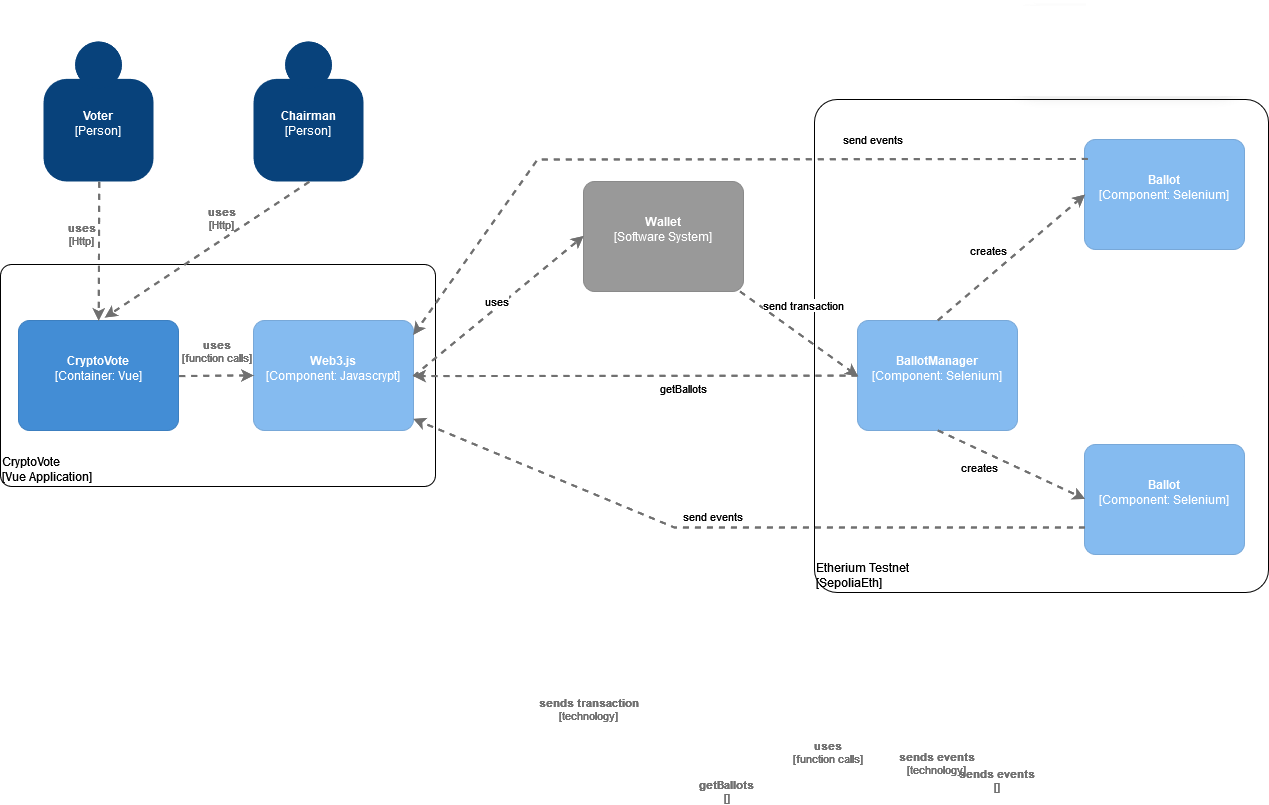 Voter
[Person]
Chairman
[Person]
uses
[Http]
uses
[Http]
send events
Ballot
[Component: Selenium]
Wallet
[Software System]
creates
uses
send transaction
CryptoVote
[Container: Vue]
uses
[function calls]
Web3.js
[Component: Javascrypt]
getBallots
BallotManager
[Component: Selenium]
creates
CryptoVote
[Vue Application]
Ballot
[Component: Selenium]
send events
Etherium Testnet
[SepoliaEth]
sends transaction
[technology]
uses
[function calls]
sends events
[technology]
sends events
[]
getBallots
[]